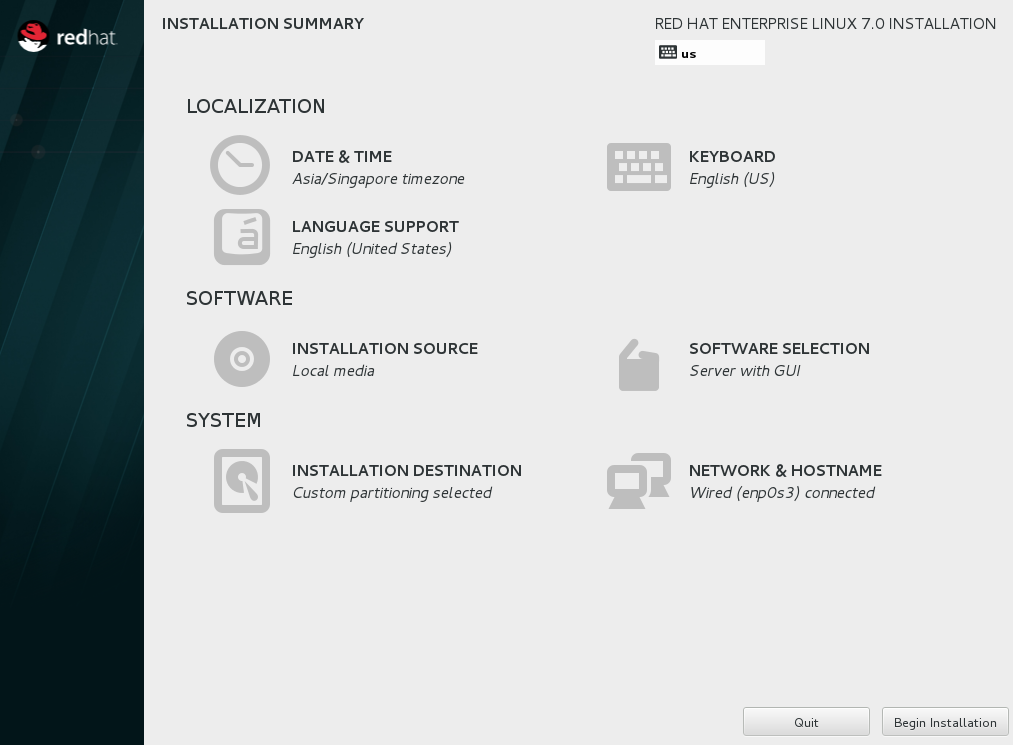 redhat.
INSTALLATION SUMMARY
RED HAT ENTERPRISE LINUX 7.0 INSTALLATION
us
LOCALIZATION
DATE & TIME
Asia/Singapore timezone
KEYBOARD
English (US)
LANGUAGE SUPPORT
English (United States)
SOFTWARE
INSTALLATION SOURCE
Local media
SOFTWARE SELECTION
Server with GUI
SYSTEM
INSTALLATION DESTINATION
Custom partitioning selected
NETWORK & HOSTNAME
Wired (enp0s3) connected
Quit
Begin Installation